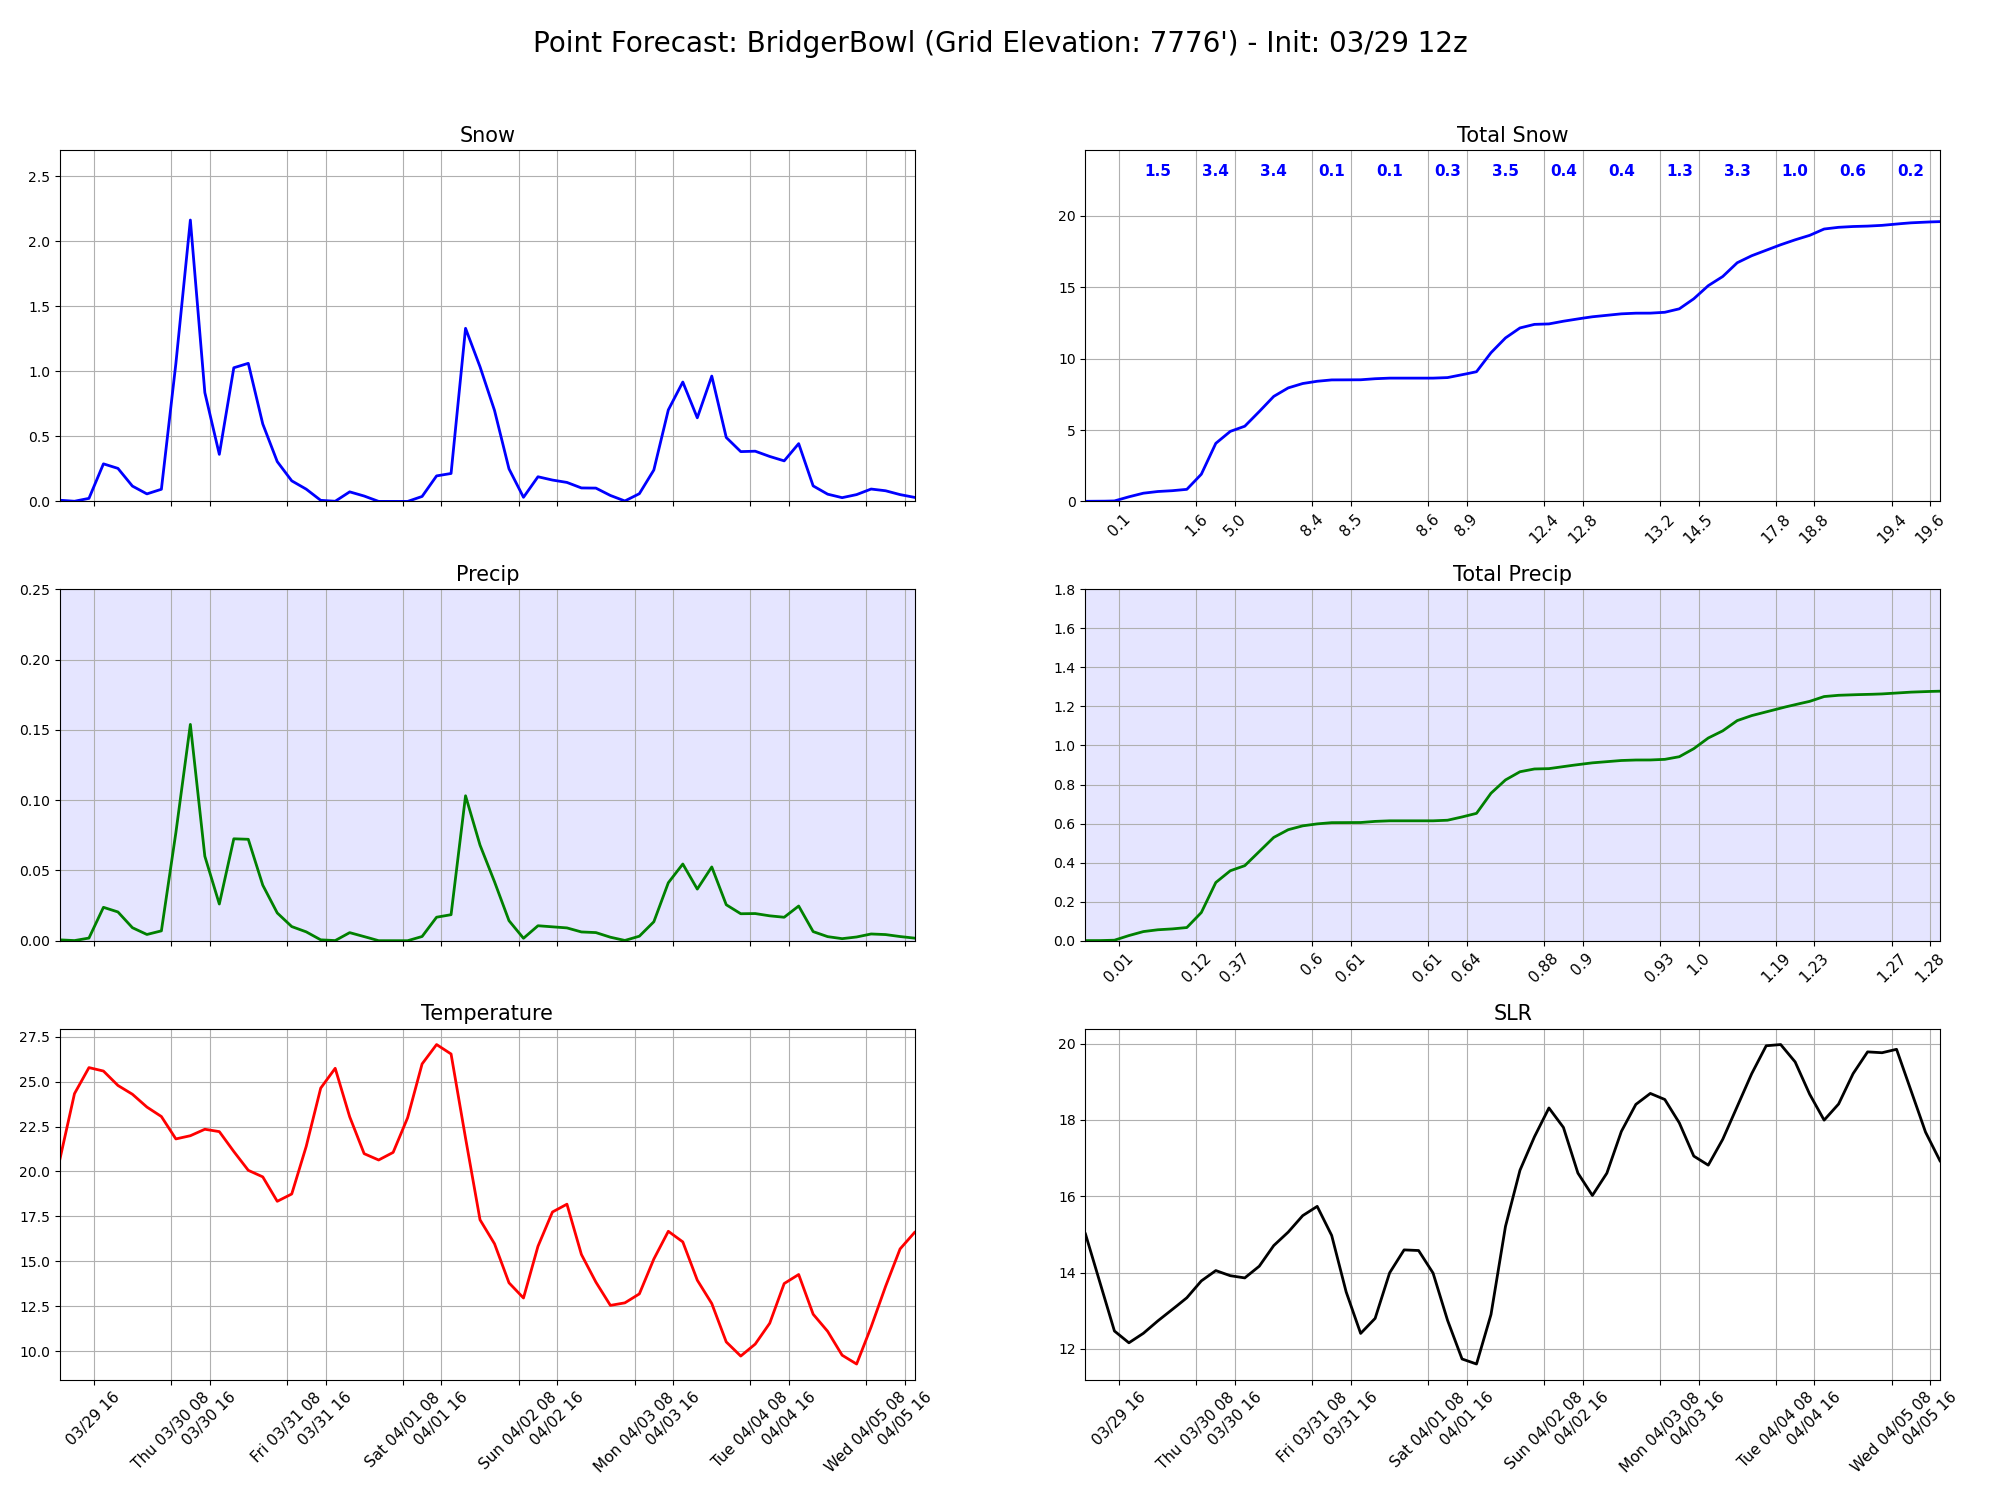 Point Forecast: BridgerBowl (Grid Elevation: 7776') - Init: 03/29 12z
Snow
2.5
2.0
1.5
1.0
0.5
0.0
Total Snow
1.5 3.4 3.4 0.1 0.1 0.3 3.5 0.4 0.4 1.3 3.3 1.0 0.6 0.2
20
15
10
5
0
0.1 1.6 5.0 8.4 8.5 8.6 8.9 12.4 12.8 13.2 14.5 17.8 18.8 19.4 19.6
Precip
0.25
0.20
0.15
0.10
0.05
0.00
Total Precip
1.8
1.6
1.4
1.2
1.0
0.8
0.6
0.4
0.2
0.0
0.01 0.12 0.37 0.6 0.61 0.61 0.64 0.88 0.9 0.93 1.0 1.19 1.23 1.27 1.28
Temperature
27.5
25.0
22.5
20.0
17.5
15.0
12.5
10.0
03/29 16
Thu 03/30 08
03/30 16
Fri 03/31 08
03/31 16
Sat 04/01 08
04/01 16
Sun 04/02 08
04/02 16
Mon 04/03 08
04/03 16
Tue 04/04 08
04/04 16
Wed 04/05 08
04/05 16
SLR
20
18
16
14
12
03/29 16
Thu 03/30 08
03/30 16
Fri 03/31 08
03/31 16
Sat 04/01 08
04/01 16
Sun 04/02 08
04/02 16
Mon 04/03 08
04/03 16
Tue 04/04 08
04/04 16
Wed 04/05 08
04/05 16